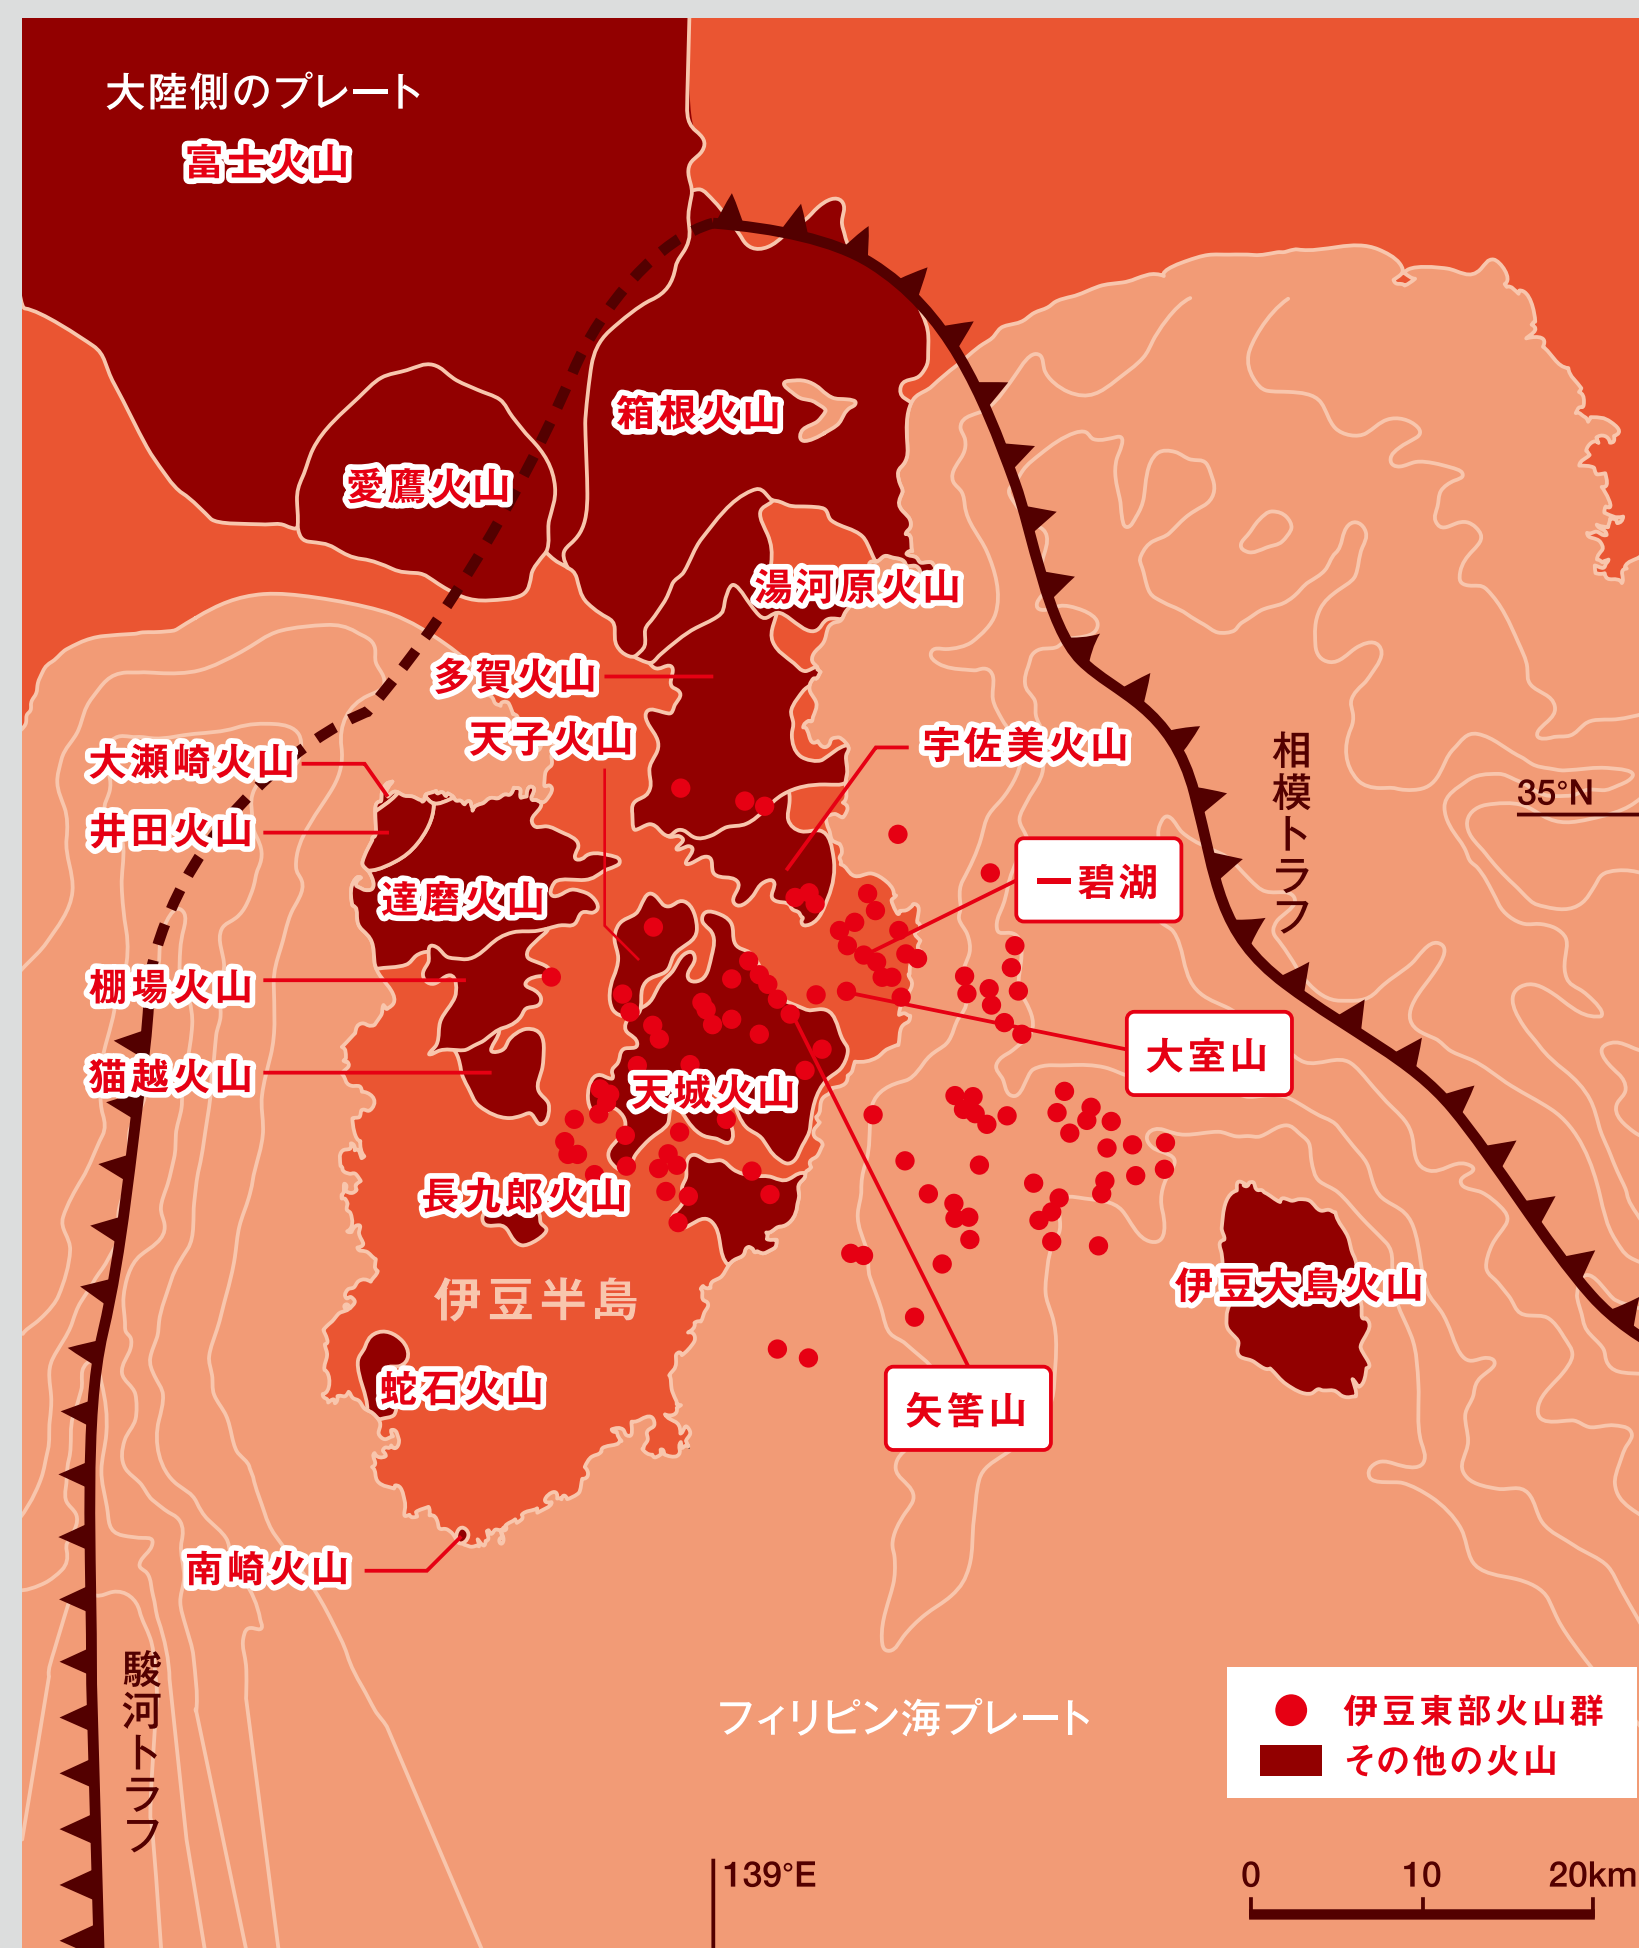 大陸側のプレート
富士火山
箱根火山
愛鷹火山
湯河原火山
多賀火山
天子火山
宇佐美火山
大瀬崎火山
井田火山
相模トラフ
35°N
一碧湖
達磨火山
棚場火山
大室山
猫越火山
天城火山
長九郎火山
伊豆半島
伊豆大島火山
蛇石火山
矢筈山
南崎火山
駿河トラフ
フィリピン海プレート
伊豆東部火山群
その他の火山
139°E
0 10 20km